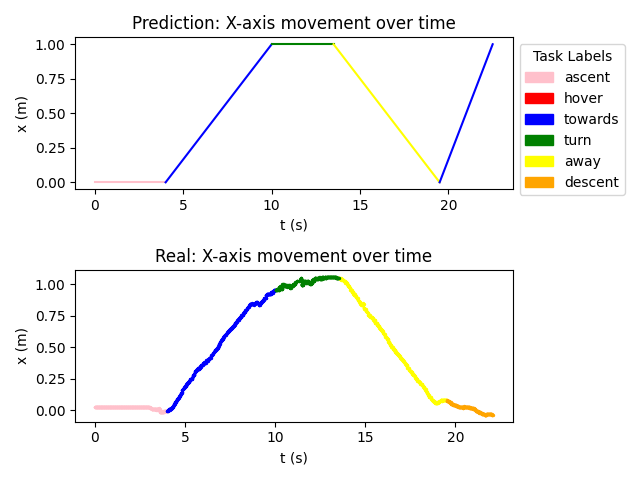 Prediction: X-axis movement over time
1.00
0.75
0.50
0.25
0.00
x (m)
0 5 10 15 20
t (s)
Task Labels
ascent
hover
towards
turn
away
descent
Real: X-axis movement over time
1.00
0.75
0.50
0.25
0.00
x (m)
0 5 10 15 20
t (s)